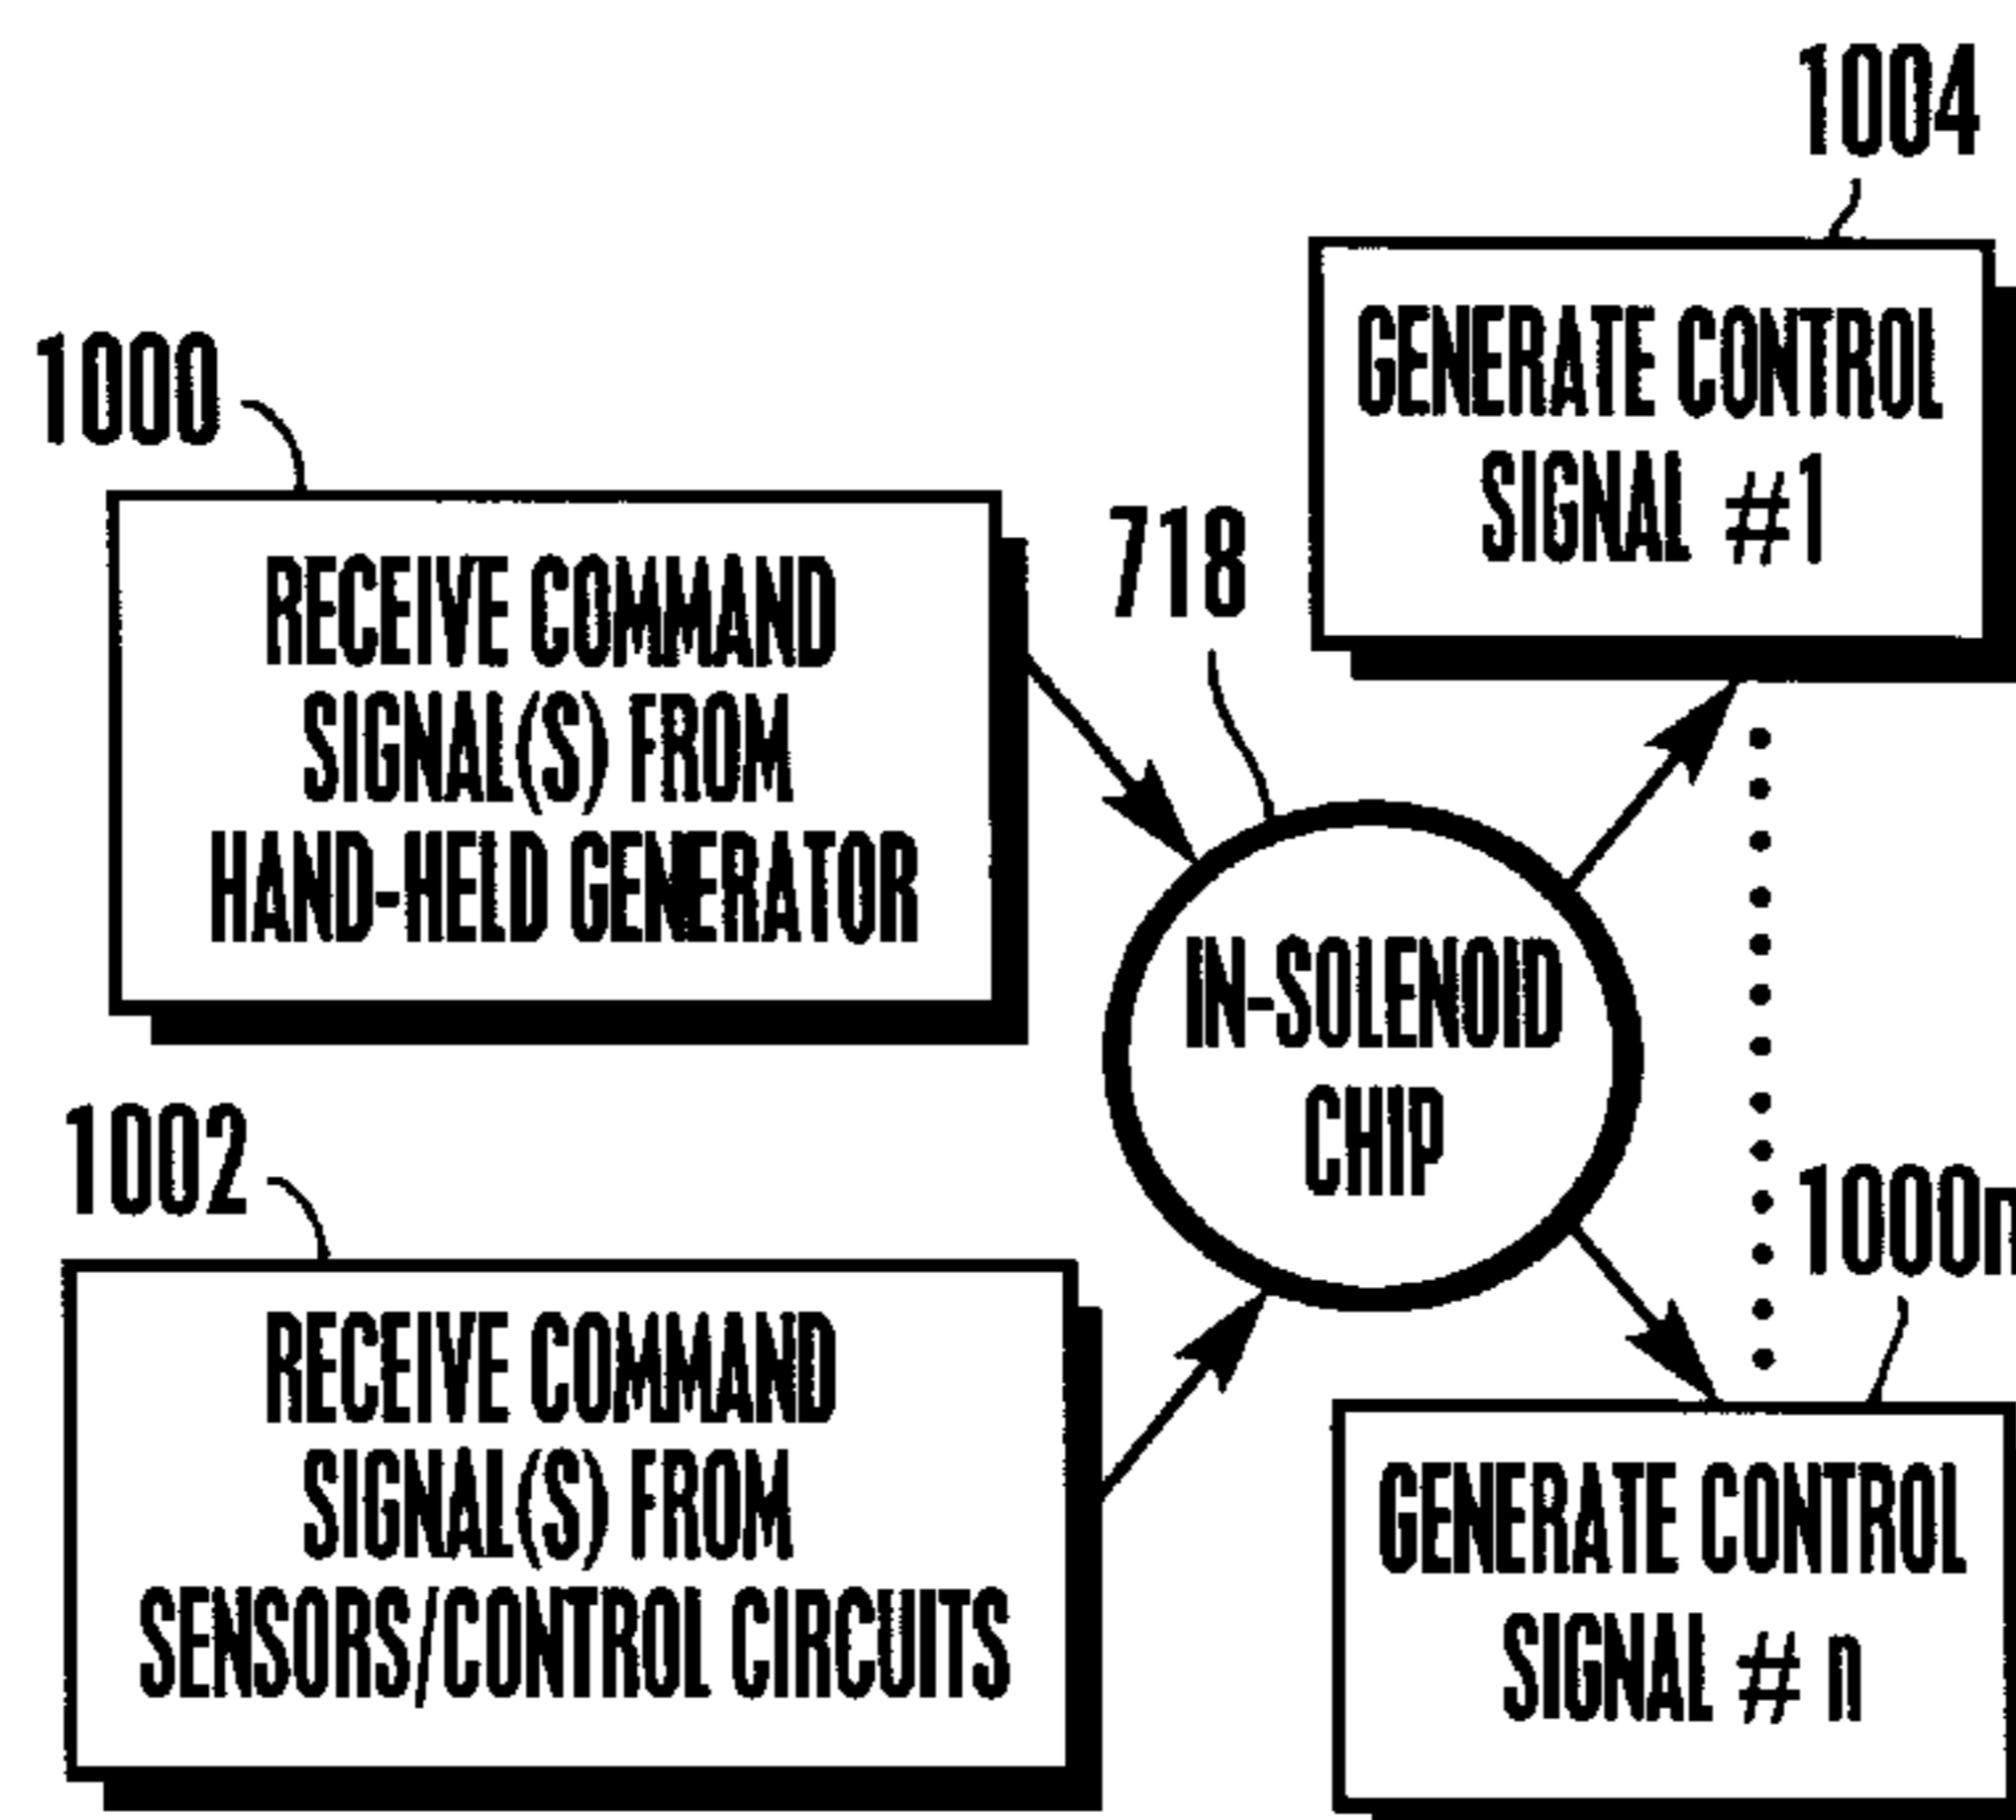 1004
GENERATE CONTROL
SIGNAL #1
1000
RECEIVE COMMAND
SIGNAL(S) FROM
HAND-HELD GENERATOR
718
IN-SOLENOID
CHIP
1002
RECEIVE COMMAND
SIGNAL(S) FROM
SENSORS/CONTROL CIRCUITS
1000n
GENERATE CONTROL
SIGNAL # n